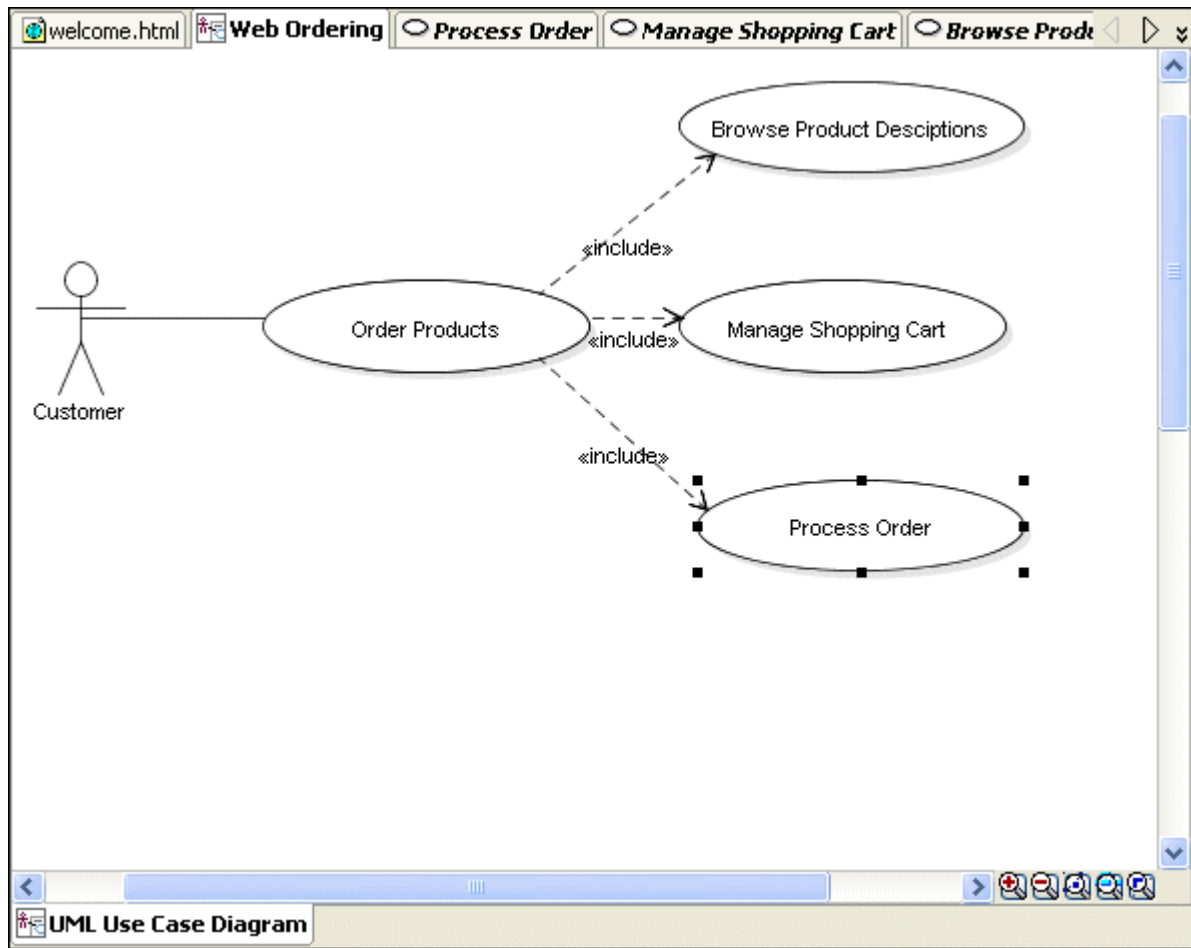 welcome.html
Web Ordering
Process Order
Manage Shopping Cart
Browse Produ
Browse Product Desciptions
«include»
Order Products
«include»
Manage Shopping Cart
Customer
«include»
Process Order
UML Use Case Diagram